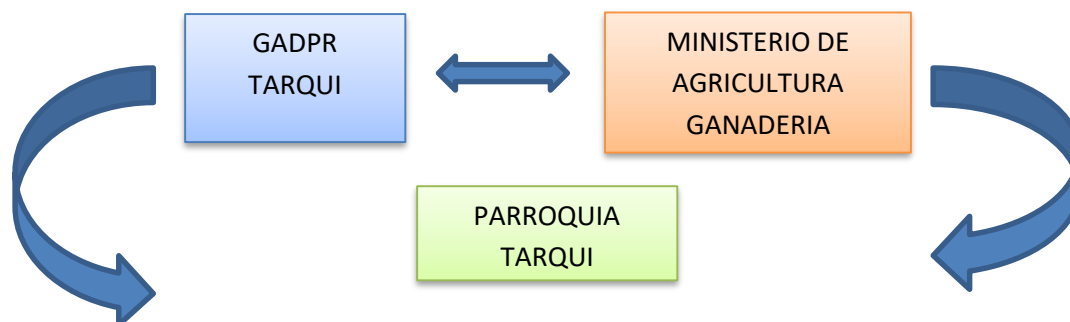 GADPR
TARQUI
MINISTERIO DE
AGRICULTURA
GANADERIA
PARROQUIA
TARQUI